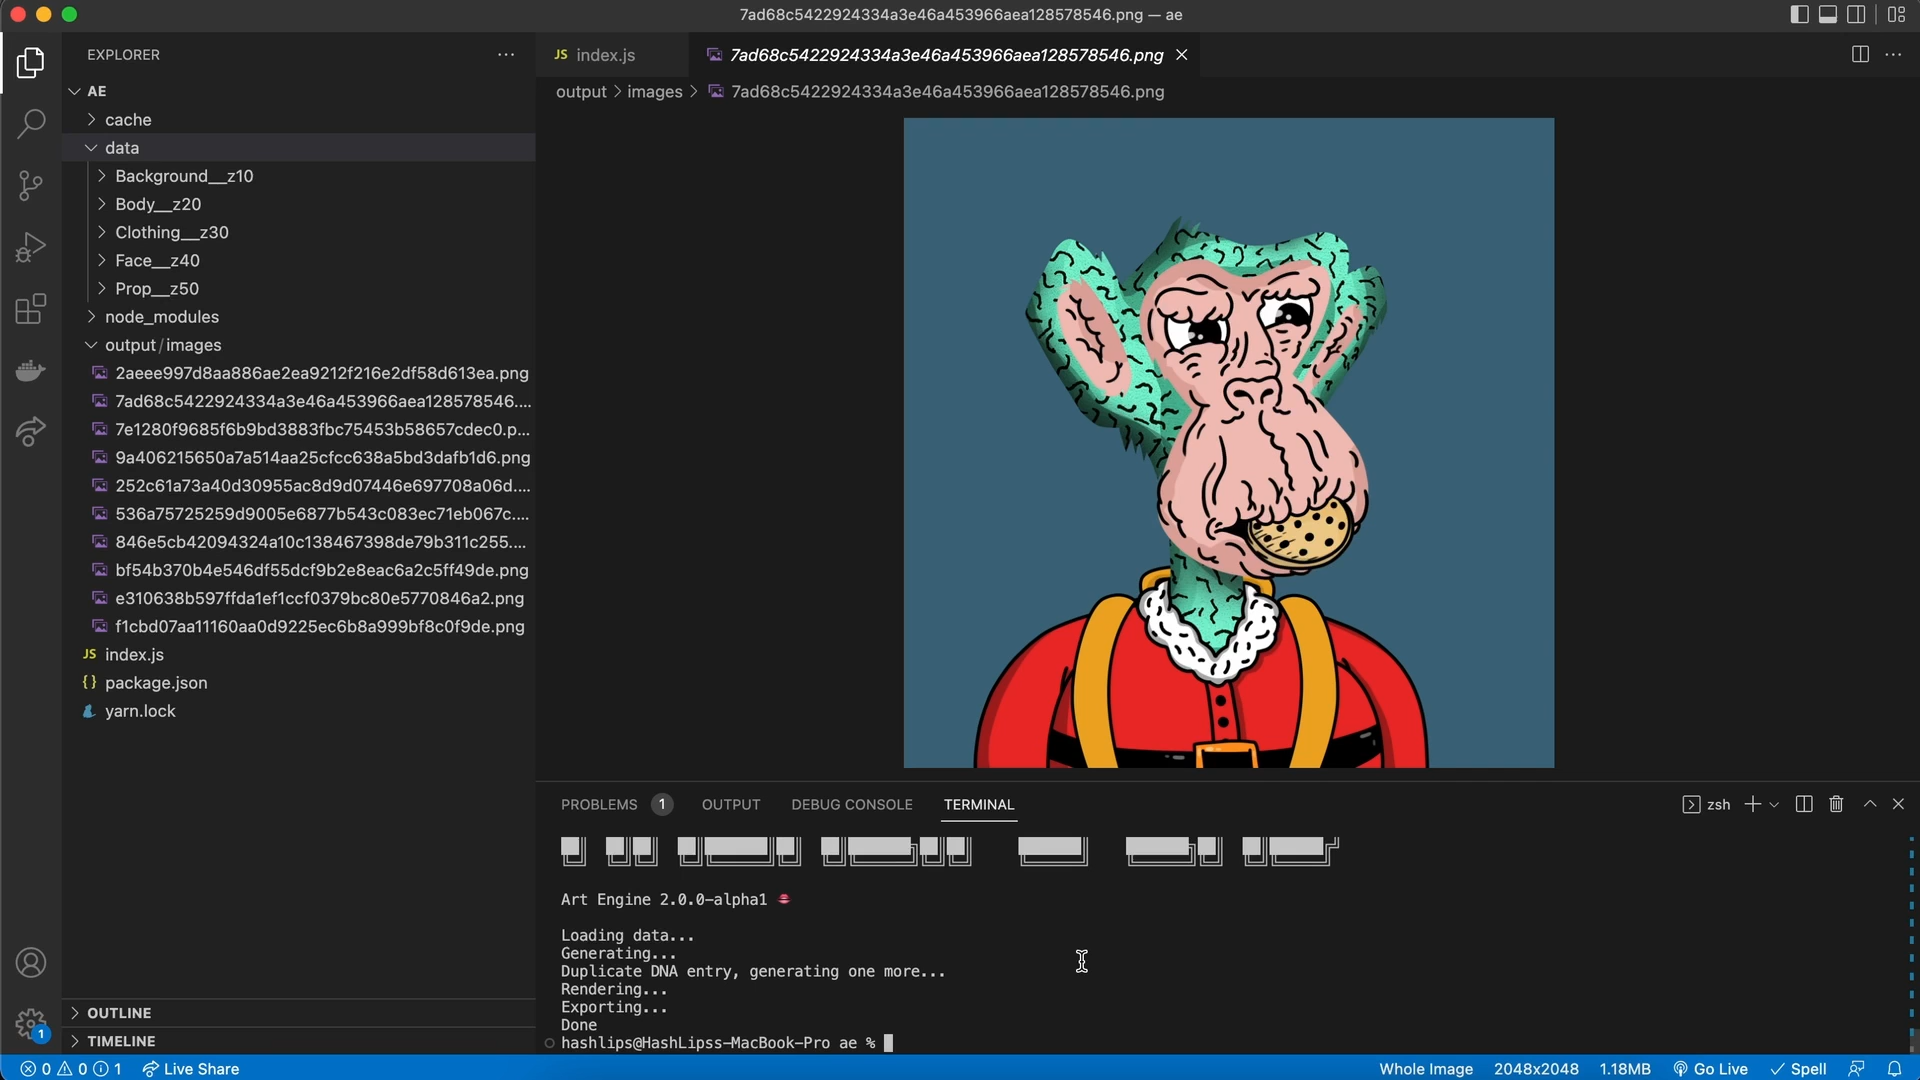 7ad68c5422924334a3e46a453966aea128578546.png — ae
EXPLORER
JS index.js
7ad68c5422924334a3e46a453966aea128578546.png
output > images > 7ad68c5422924334a3e46a453966aea128578546.png
AE
cache
data
Background__z10
Body__z20
Clothing__z30
Face__z40
Prop__z50
node_modules
output/images
2aeee997d8aa886ae2ea9212f216e2df58d613ea.png
7ad68c5422924334a3e46a453966aea128578546....
7e1280f9685f6b9bd3883fbc75453b58657cdec0.p...
9a406215650a7a514aa25cfcc638a5bd3dafb1d6.png
252c61a73a40d30955ac8d9d07446e697708a06d....
536a75725259d9005e6877b543c083ec71eb067c....
846e5cb42094324a10c138467398de79b311c255....
bf54b370b4e546df55dcf9b2e8eac6a2c5ff49de.png
e310638b597ffda1ef1ccf0379bc80e5770846a2.png
f1cbd07aa11160aa0d9225ec6b8a999bf8c0f9de.png
JS index.js
{} package.json
yarn.lock
OUTLINE
TIMELINE
PROBLEMS 1 OUTPUT DEBUG CONSOLE TERMINAL
zsh
Art Engine 2.0.0-alpha1
Loading data...
Generating...
Duplicate DNA entry, generating one more...
Rendering...
Exporting...
Done
hashlips@HashLipss-MacBook-Pro ae %
1
0 0 1 Live Share
Whole Image 2048x2048 1.18MB Go Live Spell